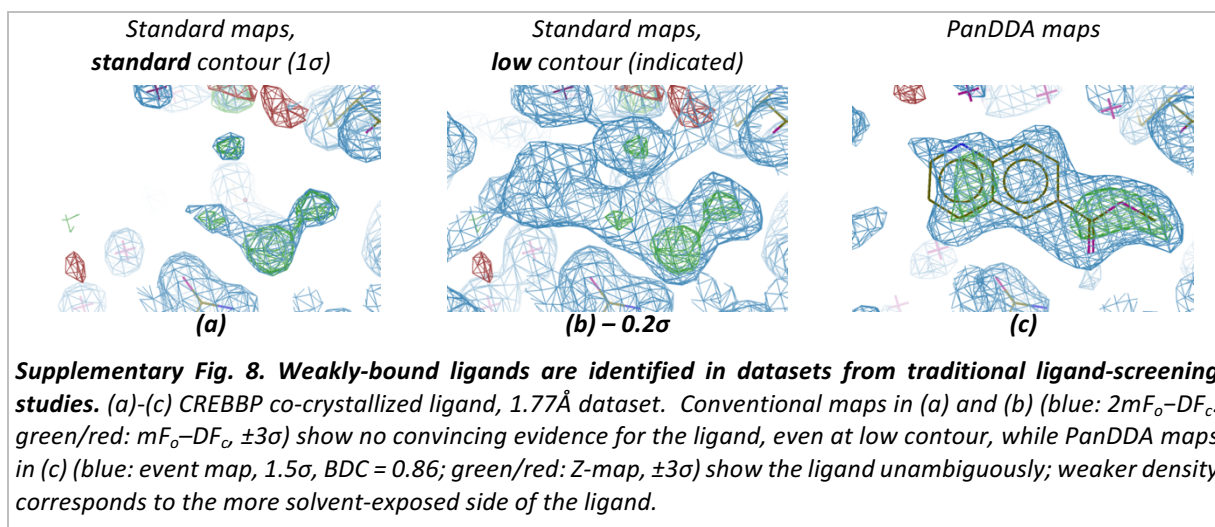 Standard maps,
standard contour (1σ)
Standard maps,
low contour (indicated)
PanDDA maps
(a)
(b) – 0.2σ
(c)
Supplementary Fig. 8. Weakly-bound ligands are identified in datasets from traditional ligand-screening
studies. (a)-(c) CREBBP co-crystallized ligand, 1.77Å dataset. Conventional maps in (a) and (b) (blue: 2mFo–DFc,
green/red: mFo–DFc, ±3σ) show no convincing evidence for the ligand, even at low contour, while PanDDA maps
in (c) (blue: event map, 1.5σ, BDC = 0.86; green/red: Z-map, ±3σ) show the ligand unambiguously; weaker density
corresponds to the more solvent-exposed side of the ligand.